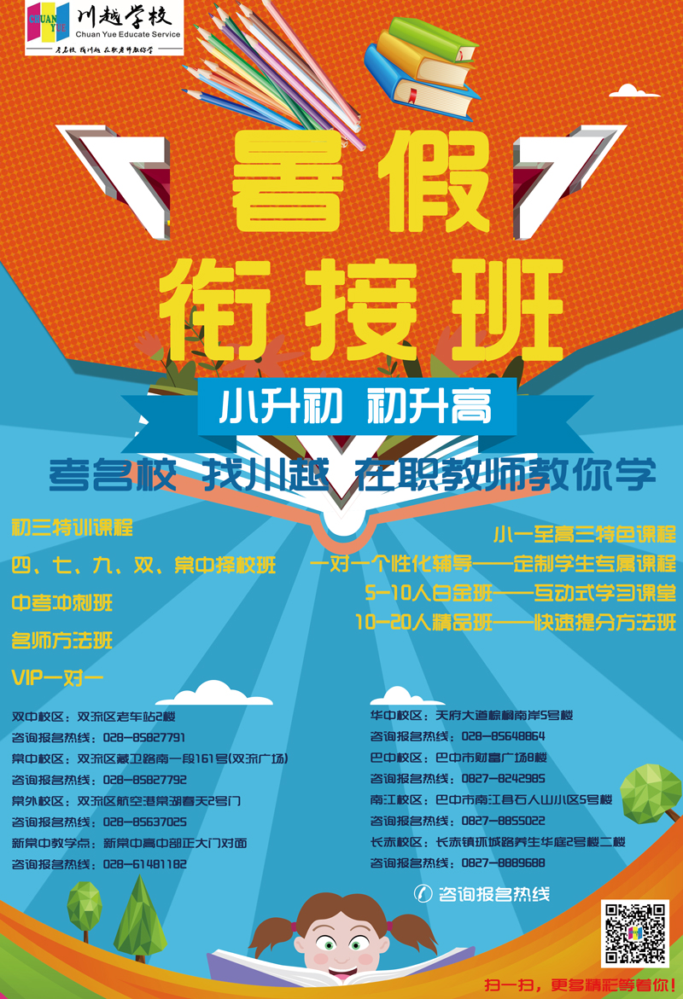 CHUAN YUE
川越学校
Chuan Yue Educate Service
考名校 找川越 在职老师教你学
暑假
衔接班
小升初 初升高
考名校 找川越 在职教师教你学
初三特训课程
四、七、九、双、棠中择校班
中考冲刺班
名师方法班
VIP一对一
小一至高三特色课程
一对一个性化辅导——定制学生专属课程
5-10人白金班——互动式学习课堂
10-20人精品班——快速提分方法班
双中校区：双流区老车站2楼
咨询报名热线：028-85827791
棠中校区：双流区藏卫路南一段161号(双流广场)
咨询报名热线：028-85827792
棠外校区：双流区航空港棠湖春天2号门
咨询报名热线：028-85637025
新棠中教学点：新棠中高中部正大门对面
咨询报名热线：028-61481182
华中校区：天府大道棕榈南岸5号楼
咨询报名热线：028-85648864
巴中校区：巴中市财富广场8楼
咨询报名热线：0827-8242985
南江校区：巴中市南江县石人山小区5号楼
咨询报名热线：0827-8855022
长赤校区：长赤镇环城路养生华庭2号楼二楼
咨询报名热线：0827-8889688
咨询报名热线
扫一扫，更多精彩等着你！